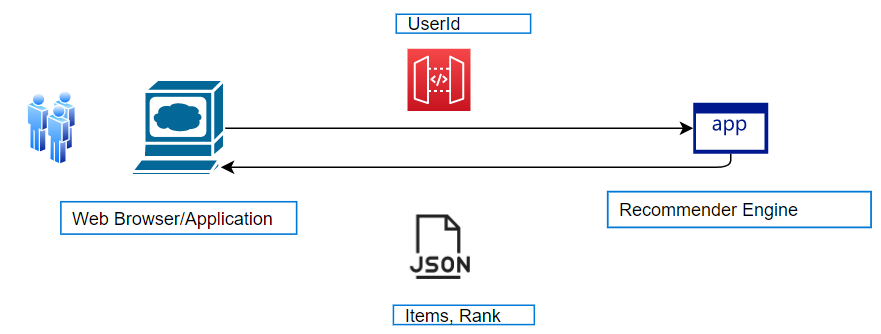 UserId
</>
app
Web Browser/Application
Recommender Engine
JSON
Items, Rank